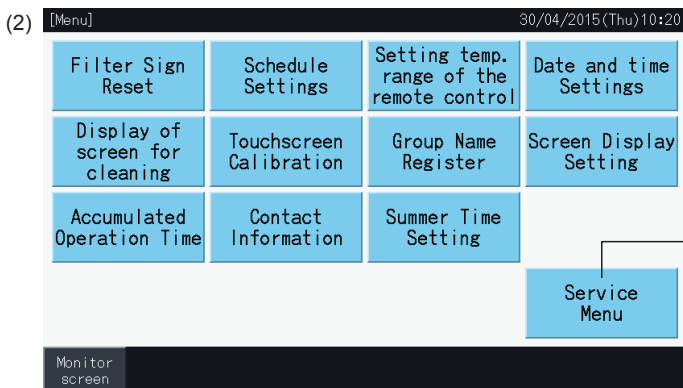 (2)
[Menu] 30/04/2015(Thu)10:20
Filter Sign
Reset
Schedule
Settings
Setting temp.
range of the
remote control
Date and time
Settings
Display of
screen for
cleaning
Touchscreen
Calibration
Group Name
Register
Screen Display
Setting
Accumulated
Operation Time
Contact
Information
Summer Time
Setting
Service
Menu
Monitor
screen